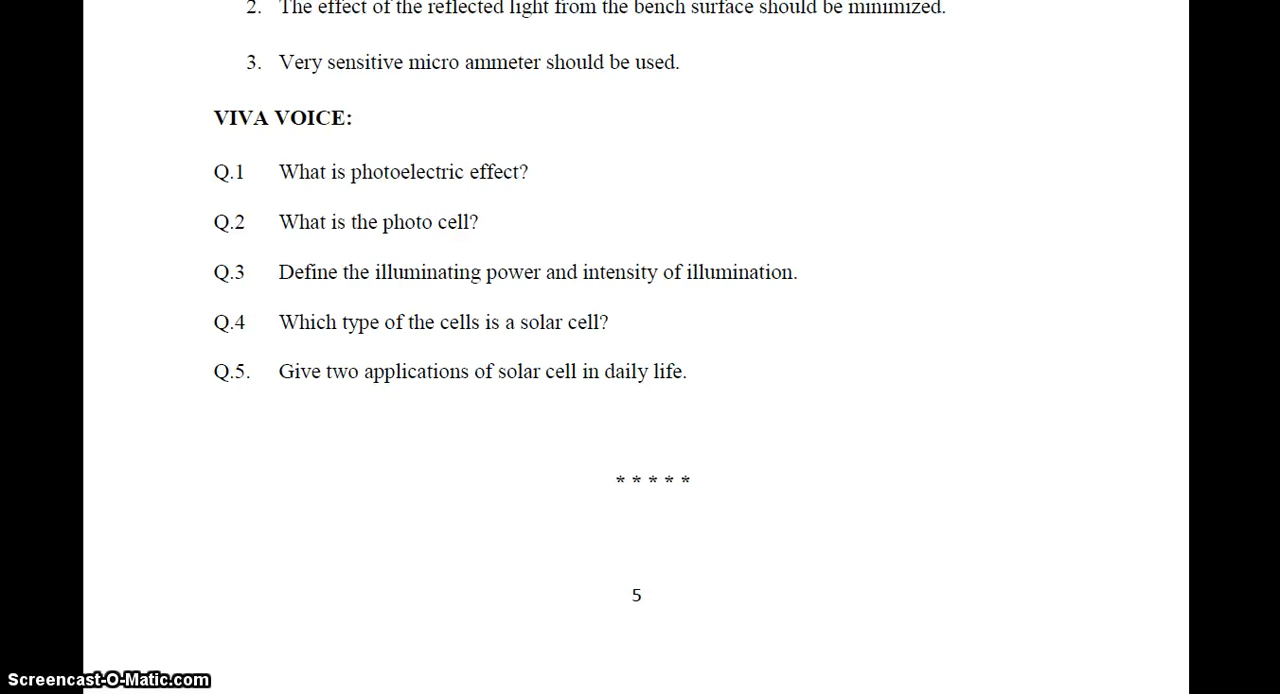 2. The effect of the reflected light from the bench surface should be minimized.
3. Very sensitive micro ammeter should be used.
VIVA VOICE:
Q.1 What is photoelectric effect?
Q.2 What is the photo cell?
Q.3 Define the illuminating power and intensity of illumination.
Q.4 Which type of the cells is a solar cell?
Q.5. Give two applications of solar cell in daily life.
* * * * *
5
Screencast-O-Matic.com